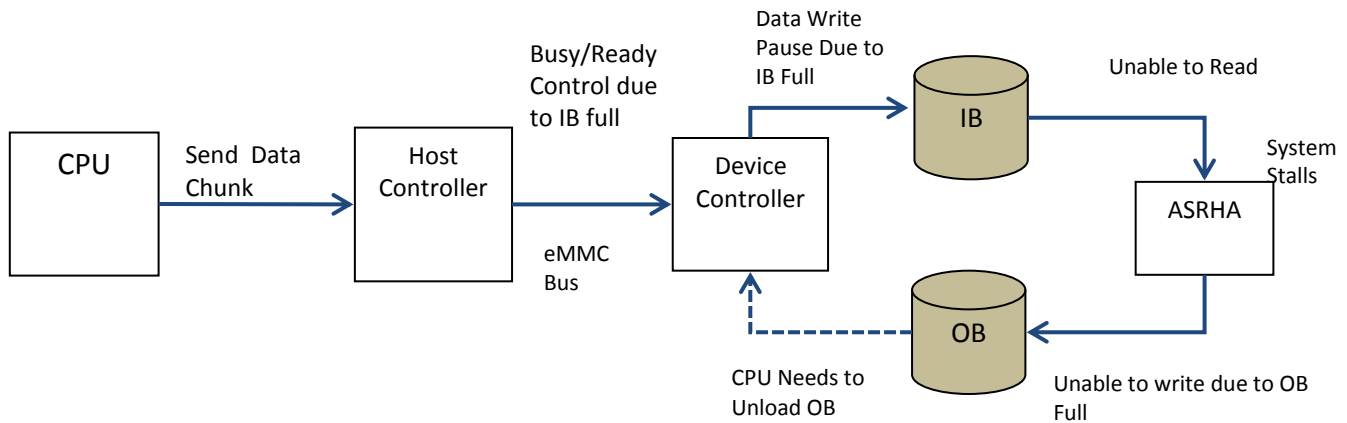 CPU
Send Data
Chunk
Host
Controller
Busy/Ready
Control due
to IB full
eMMC
Bus
Device
Controller
Data Write
Pause Due to
IB Full
IB
Unable to Read
System
Stalls
ASRHA
OB
CPU Needs to
Unload OB
Unable to write due to OB
Full